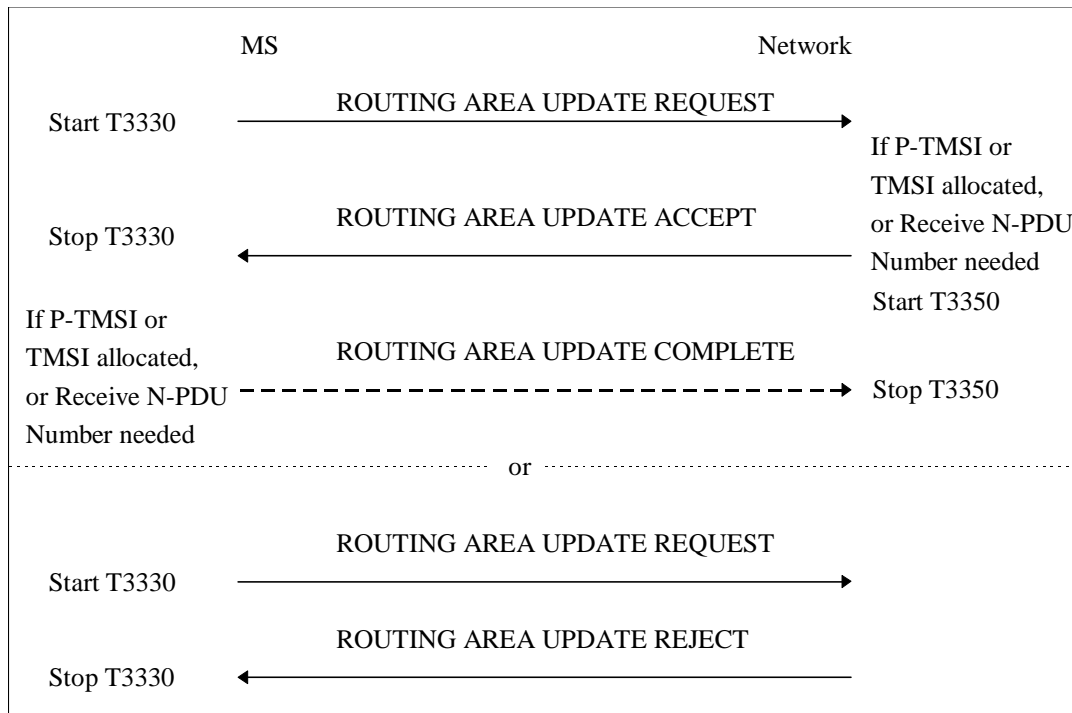 MS
Network
ROUTING AREA UPDATE REQUEST
Start T3330
If P-TMSI or
TMSI allocated,
or Receive N-PDU
Number needed
Start T3350
ROUTING AREA UPDATE ACCEPT
Stop T3330
If P-TMSI or
TMSI allocated,
or Receive N-PDU
Number needed
ROUTING AREA UPDATE COMPLETE
Stop T3350
or
ROUTING AREA UPDATE REQUEST
Start T3330
ROUTING AREA UPDATE REJECT
Stop T3330